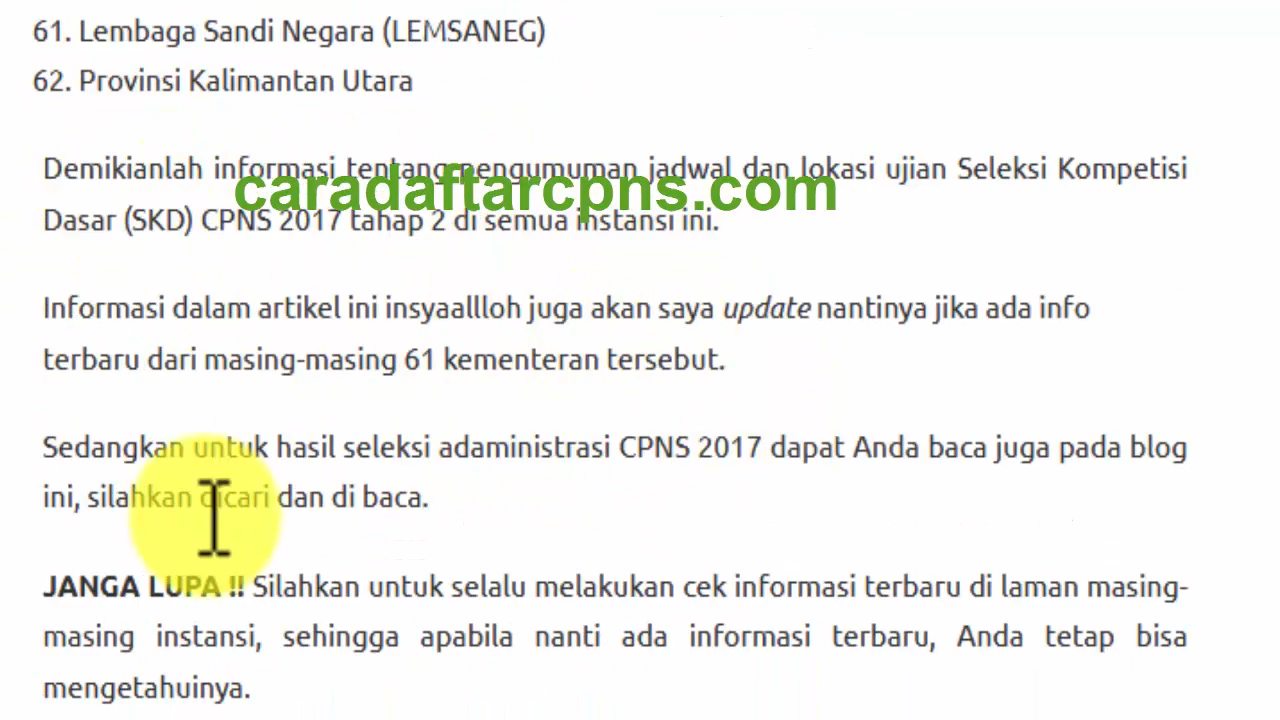 61. Lembaga Sandi Negara (LEMSANEG)
62. Provinsi Kalimantan Utara
Demikianlah informasi tentang pengumuman jadwal dan lokasi ujian Seleksi Kompetisi
caradaftarcpns.com
Dasar (SKD) CPNS 2017 tahap 2 di semua instansi ini.
Informasi dalam artikel ini insyaallloh juga akan saya update nantinya jika ada info
terbaru dari masing-masing 61 kementeran tersebut.
Sedangkan untuk hasil seleksi adaministrasi CPNS 2017 dapat Anda baca juga pada blog
ini, silahkan dicari dan di baca.
JANGA LUPA !! Silahkan untuk selalu melakukan cek informasi terbaru di laman masing-
masing instansi, sehingga apabila nanti ada informasi terbaru, Anda tetap bisa
mengetahuinya.